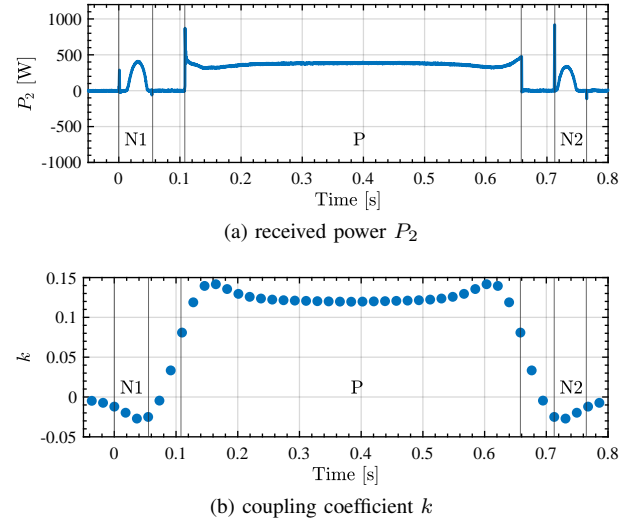 1000
500
0
-500
-1000
P₂ [W]
N1
P
N2
0 0.1 0.2 0.3 0.4 0.5 0.6 0.7 0.8
Time [s]
(a) received power P₂
0.15
0.1
0.05
0
-0.05
k
N1
P
N2
0 0.1 0.2 0.3 0.4 0.5 0.6 0.7 0.8
Time [s]
(b) coupling coefficient k